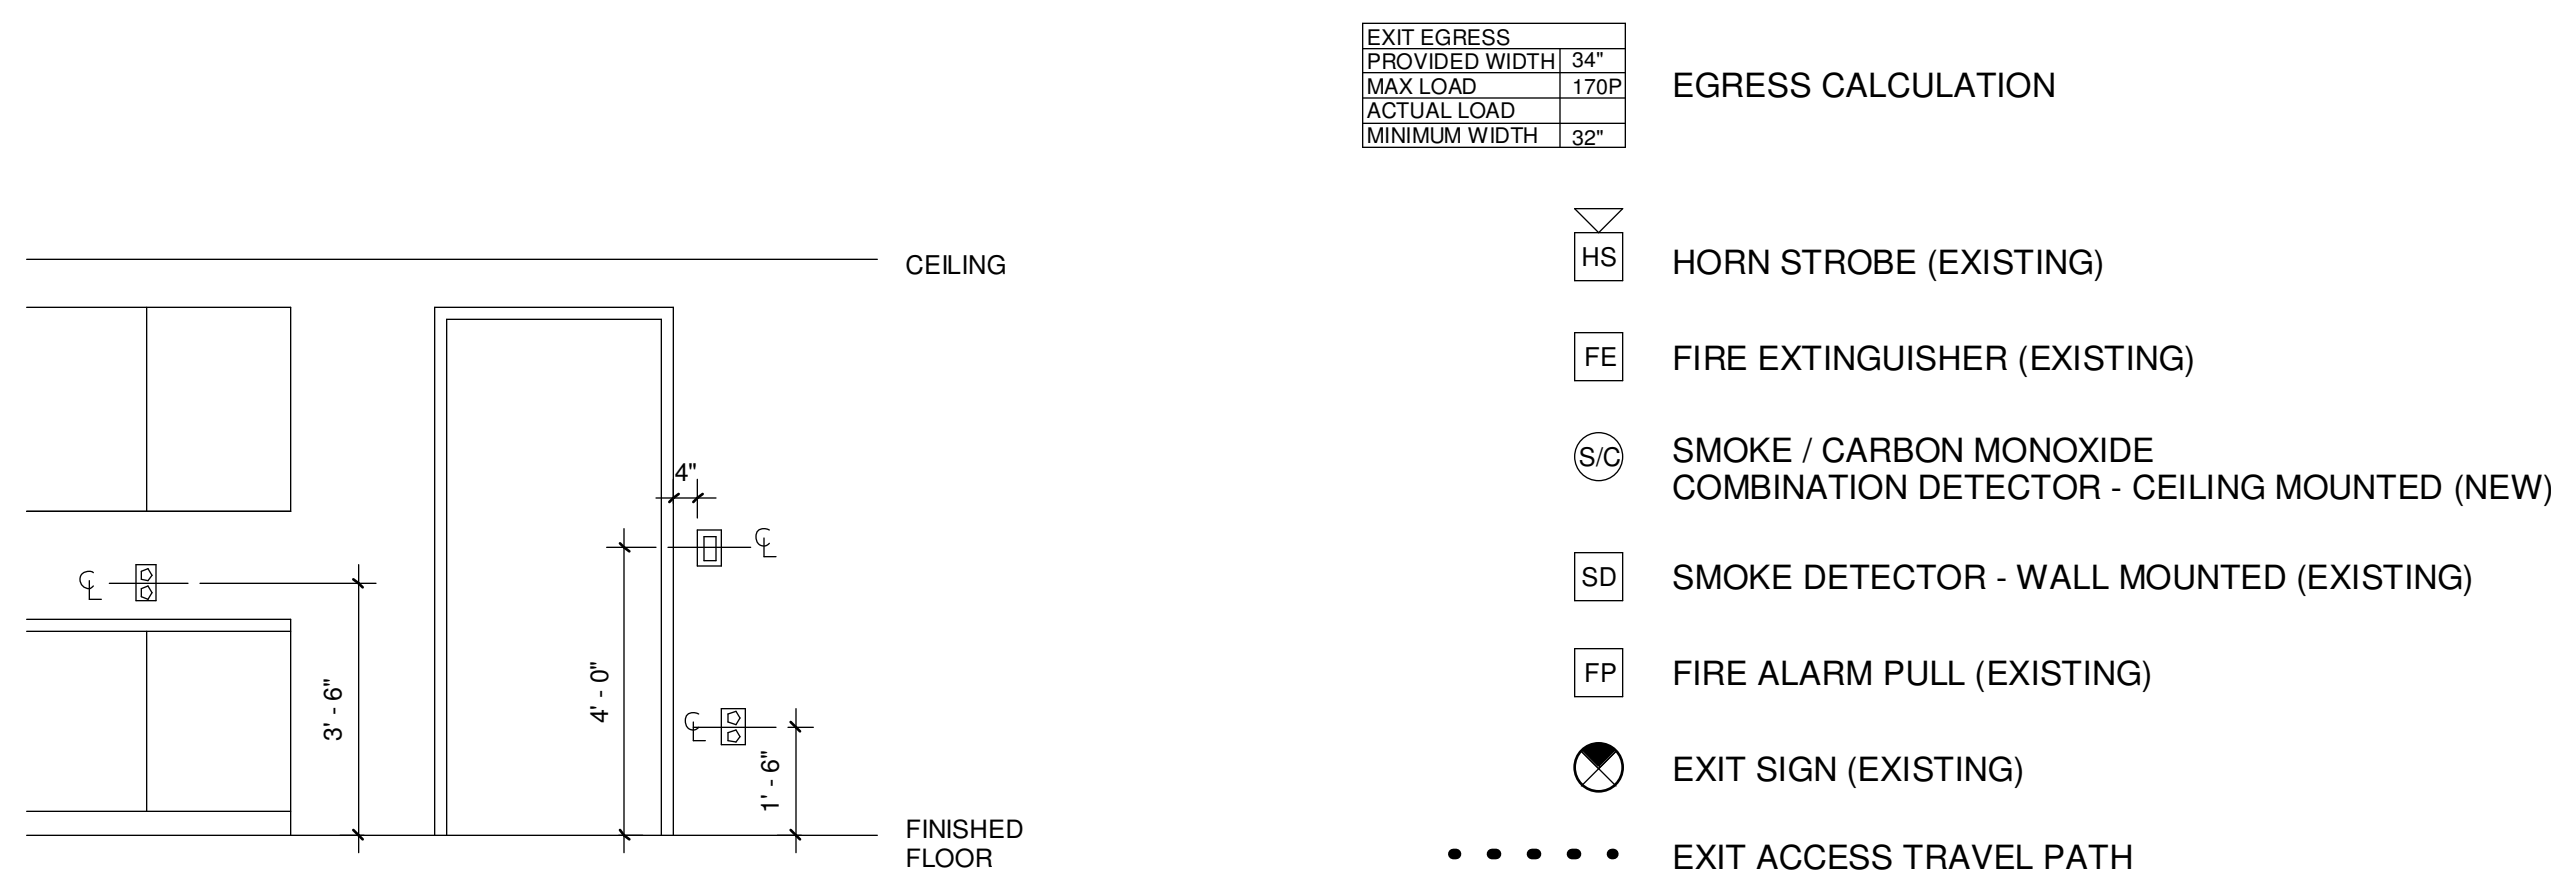 EXIT EGRESS
PROVIDED WIDTH 34"
MAX LOAD 170P
ACTUAL LOAD
MINIMUM WIDTH 32"
EGRESS CALCULATION
HS HORN STROBE (EXISTING)
FE FIRE EXTINGUISHER (EXISTING)
S/C SMOKE / CARBON MONOXIDE
COMBINATION DETECTOR - CEILING MOUNTED (NEW)
SD SMOKE DETECTOR - WALL MOUNTED (EXISTING)
FP FIRE ALARM PULL (EXISTING)
EXIT SIGN (EXISTING)
EXIT ACCESS TRAVEL PATH
CEILING
4"
℄
℄
3' - 6"
4' - 0"
℄
1' - 6"
FINISHED
FLOOR